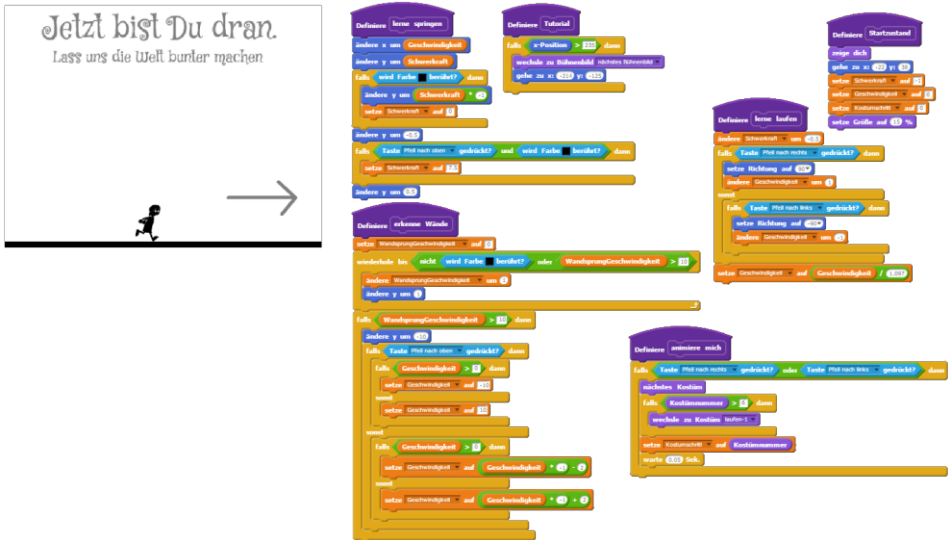 Jetzt bist Du dran.
Lass uns die Welt bunter machen
Definiere lerne springen
ändere x um Geschwindigkeit
ändere y um Schwerkraft
falls wird Farbe berührt? dann
ändere y um Schwerkraft * -1
setze Schwerkraft auf 0
ändere y um -0.5
falls Taste Pfeil nach oben gedrückt? und wird Farbe berührt? dann
setze Schwerkraft auf 7.5
ändere y um 0.5
Definiere Tutorial
falls x-Position > dann
wechsle zu Bühnenbild nächstes Bühnenbild
gehe zu x: -214 y: -125
Definiere Startzustand
zeige dich
gehe zu x: y: 30
setze Schwerkraft auf -1
setze Geschwindigkeit auf 0
setze Kostumschritt auf 0
setze Größe auf 15 %
Definiere lerne laufen
ändere Schwerkraft um -0.5
falls Taste Pfeil nach rechts gedrückt? dann
setze Richtung auf 90
ändere Geschwindigkeit um 1
sonst
falls Taste Pfeil nach links gedrückt? dann
setze Richtung auf -90
ändere Geschwindigkeit um -1
setze Geschwindigkeit auf Geschwindigkeit / 1.097
Definiere erkenne Wände
setze WandsprungGeschwindigkeit auf 0
wiederhole bis nicht wird Farbe berührt? oder WandsprungGeschwindigkeit > 10
ändere WandsprungGeschwindigkeit um 1
ändere y um 1
falls WandsprungGeschwindigkeit > 10 dann
ändere y um -10
falls Taste Pfeil nach oben gedrückt? dann
falls Geschwindigkeit > 0 dann
setze Geschwindigkeit auf -10
sonst
setze Geschwindigkeit auf 10
sonst
falls Geschwindigkeit > 0 dann
setze Geschwindigkeit auf Geschwindigkeit * -1 - 2
sonst
setze Geschwindigkeit auf Geschwindigkeit * -1 + 2
Definiere animiere mich
falls Taste Pfeil nach rechts gedrückt? oder Taste Pfeil nach links gedrückt? dann
nächstes Kostüm
falls Kostümnummer > 8 dann
wechsle zu Kostüm laufen-1
setze Kostumschritt auf Kostümnummer
warte 0.05 Sek.